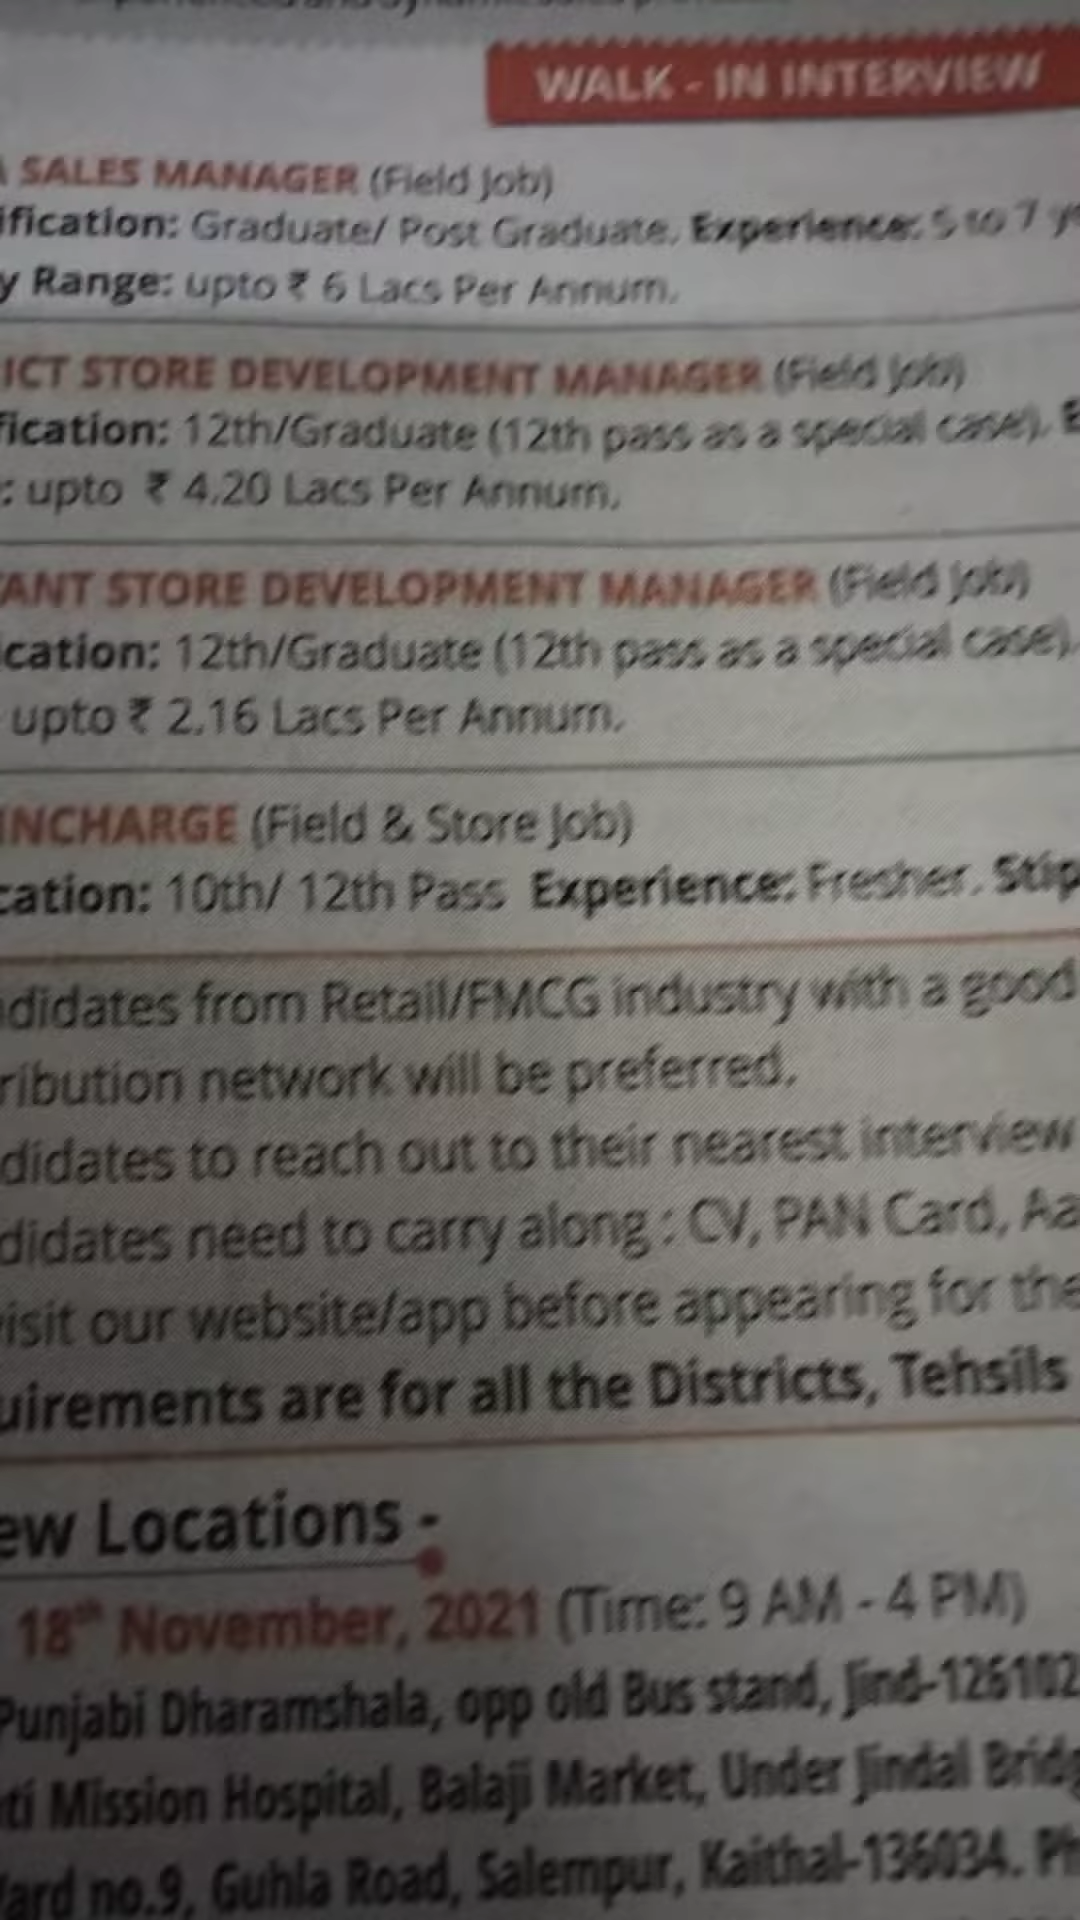 WALK - IN INTERVIEW
A SALES MANAGER (Field Job)
ification: Graduate/ Post Graduate. Experience: 5 to 7 ye
y Range: upto ₹ 6 Lacs Per Annum.
ICT STORE DEVELOPMENT MANAGER (Field Job)
fication: 12th/Graduate (12th pass as a special case). E
: upto ₹ 4.20 Lacs Per Annum.
ANT STORE DEVELOPMENT MANAGER (Field Job)
ication: 12th/Graduate (12th pass as a special case).
upto ₹ 2.16 Lacs Per Annum.
INCHARGE (Field & Store Job)
cation: 10th/ 12th Pass Experience: Fresher. Stip
didates from Retail/FMCG industry with a good
ribution network will be preferred.
didates to reach out to their nearest interview
didates need to carry along : CV, PAN Card, Aa
visit our website/app before appearing for the
uirements are for all the Districts, Tehsils
ew Locations -
18th November, 2021 (Time: 9 AM - 4 PM)
Punjabi Dharamshala, opp old Bus stand, Jind-126102
ti Mission Hospital, Balaji Market, Under Jindal Bridg
ard no.9, Guhla Road, Salempur, Kaithal-136034. Ph